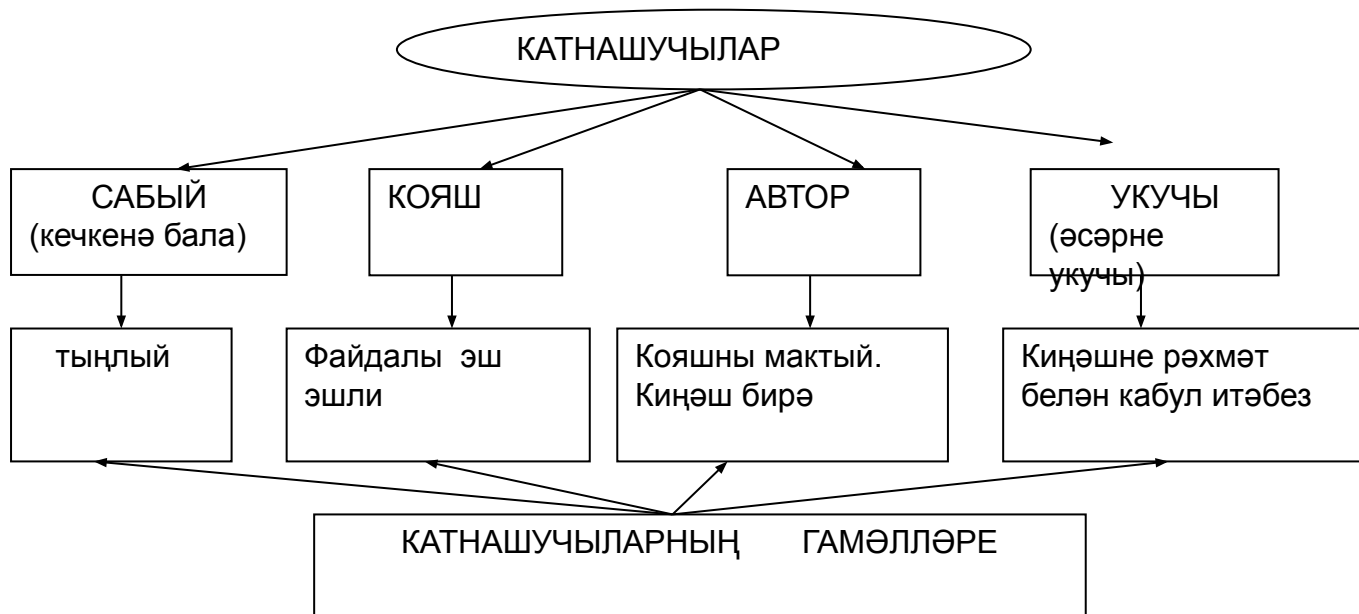 КАТНАШУЧЫЛАР
САБЫЙ
(кечкенә бала)
КОЯШ
АВТОР
УКУЧЫ
(әсәрне
укучы)
тыңлый
Файдалы эш
эшли
Кояшны мактый.
Киңәш бирә
Киңәшне рәхмәт
белән кабул итәбез
КАТНАШУЧЫЛАРНЫҢ ГАМӘЛЛӘРЕ